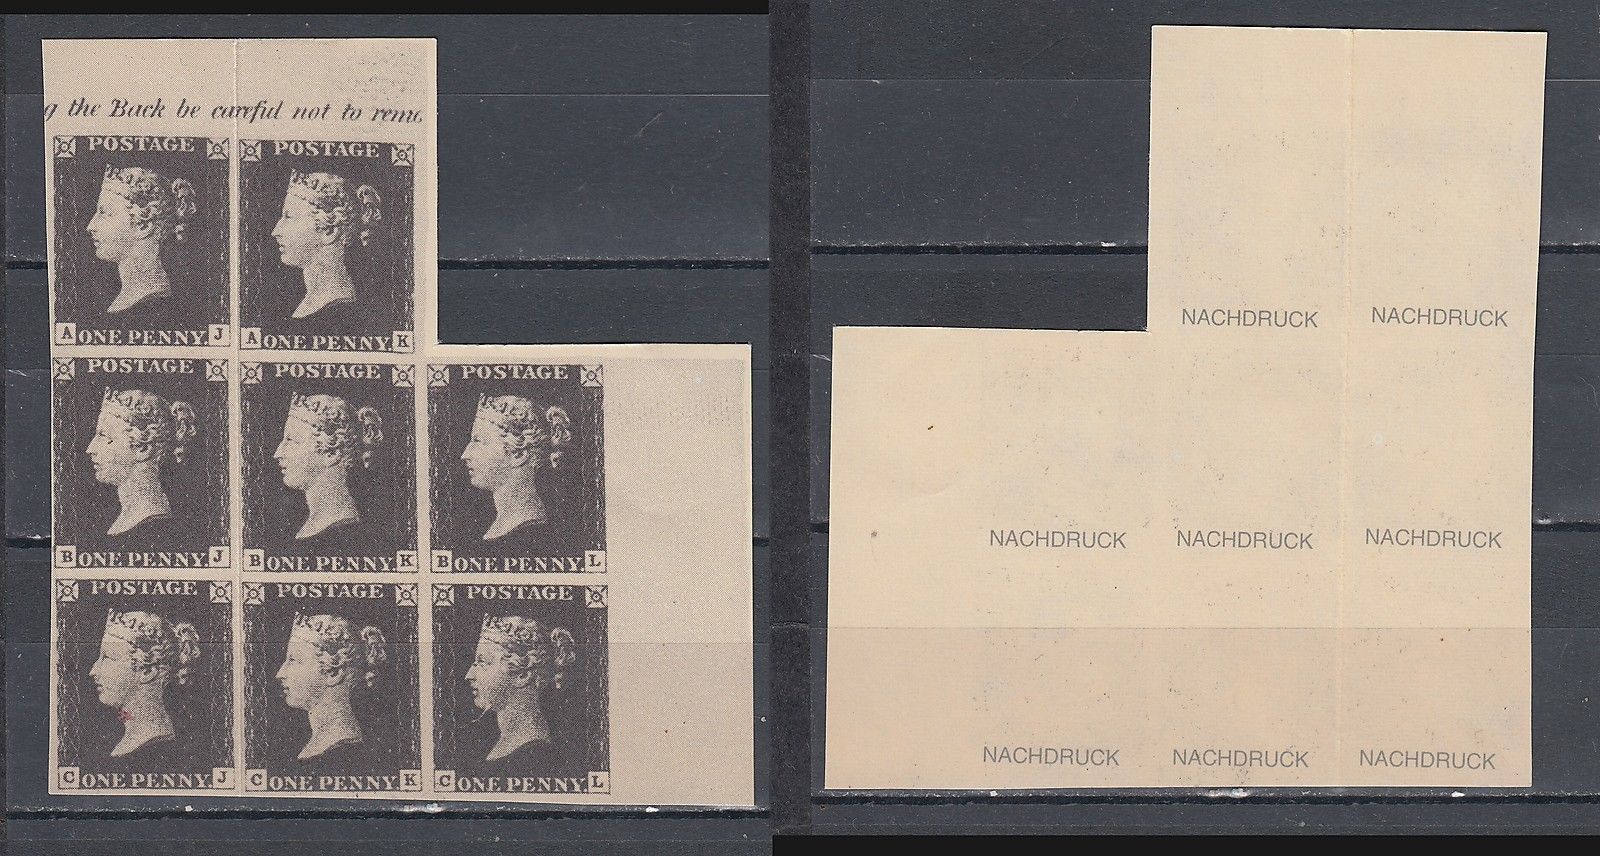 the Back be careful not to
POSTAGE POSTAGE
A ONE PENNY. J A ONE PENNY. K
POSTAGE POSTAGE POSTAGE
B ONE PENNY. J B ONE PENNY. K B ONE PENNY. L
POSTAGE POSTAGE POSTAGE
C ONE PENNY. J C ONE PENNY. K C ONE PENNY. L
NACHDRUCK NACHDRUCK
NACHDRUCK NACHDRUCK NACHDRUCK
NACHDRUCK NACHDRUCK NACHDRUCK